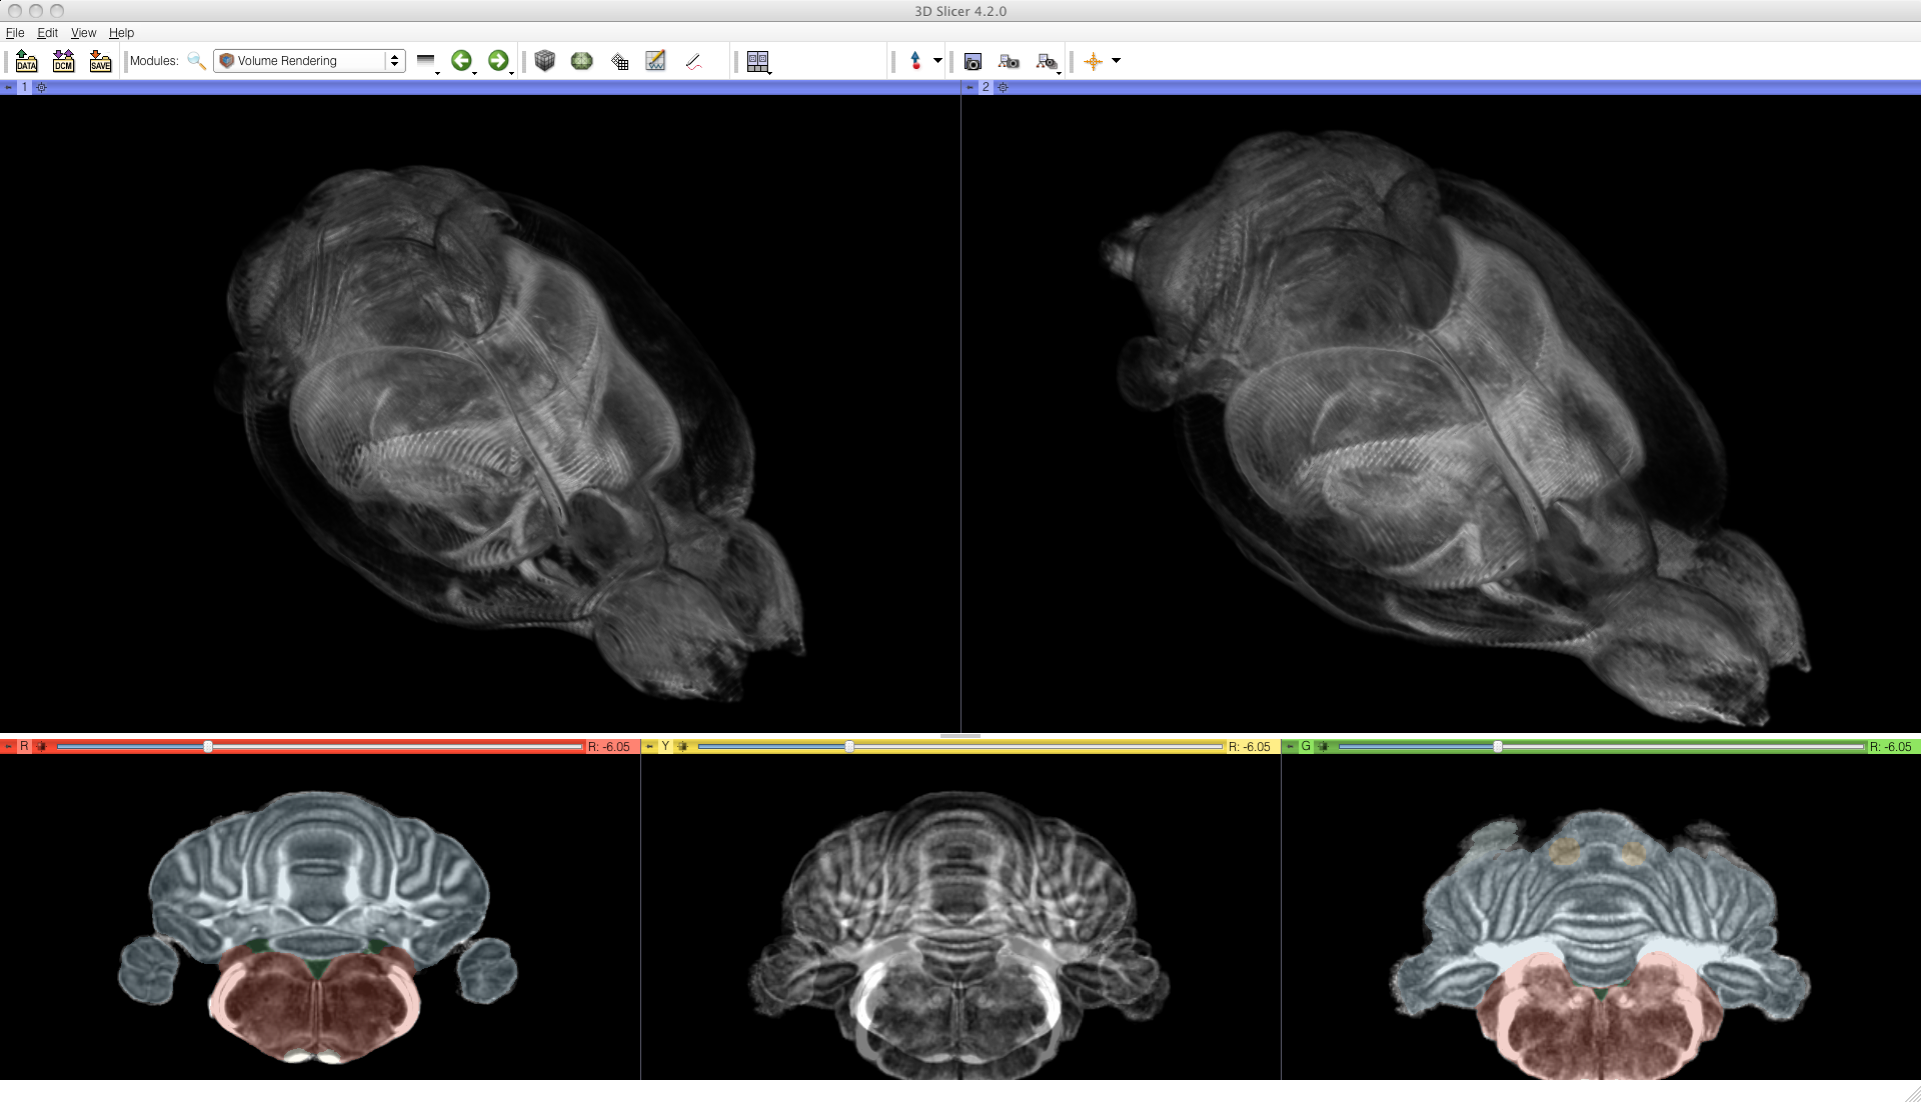 3D Slicer 4.2.0
File Edit View Help
DATA DCM SAVE Modules: Volume Rendering
1 2
R R: -6.05 Y R: -6.05 G R: -6.05